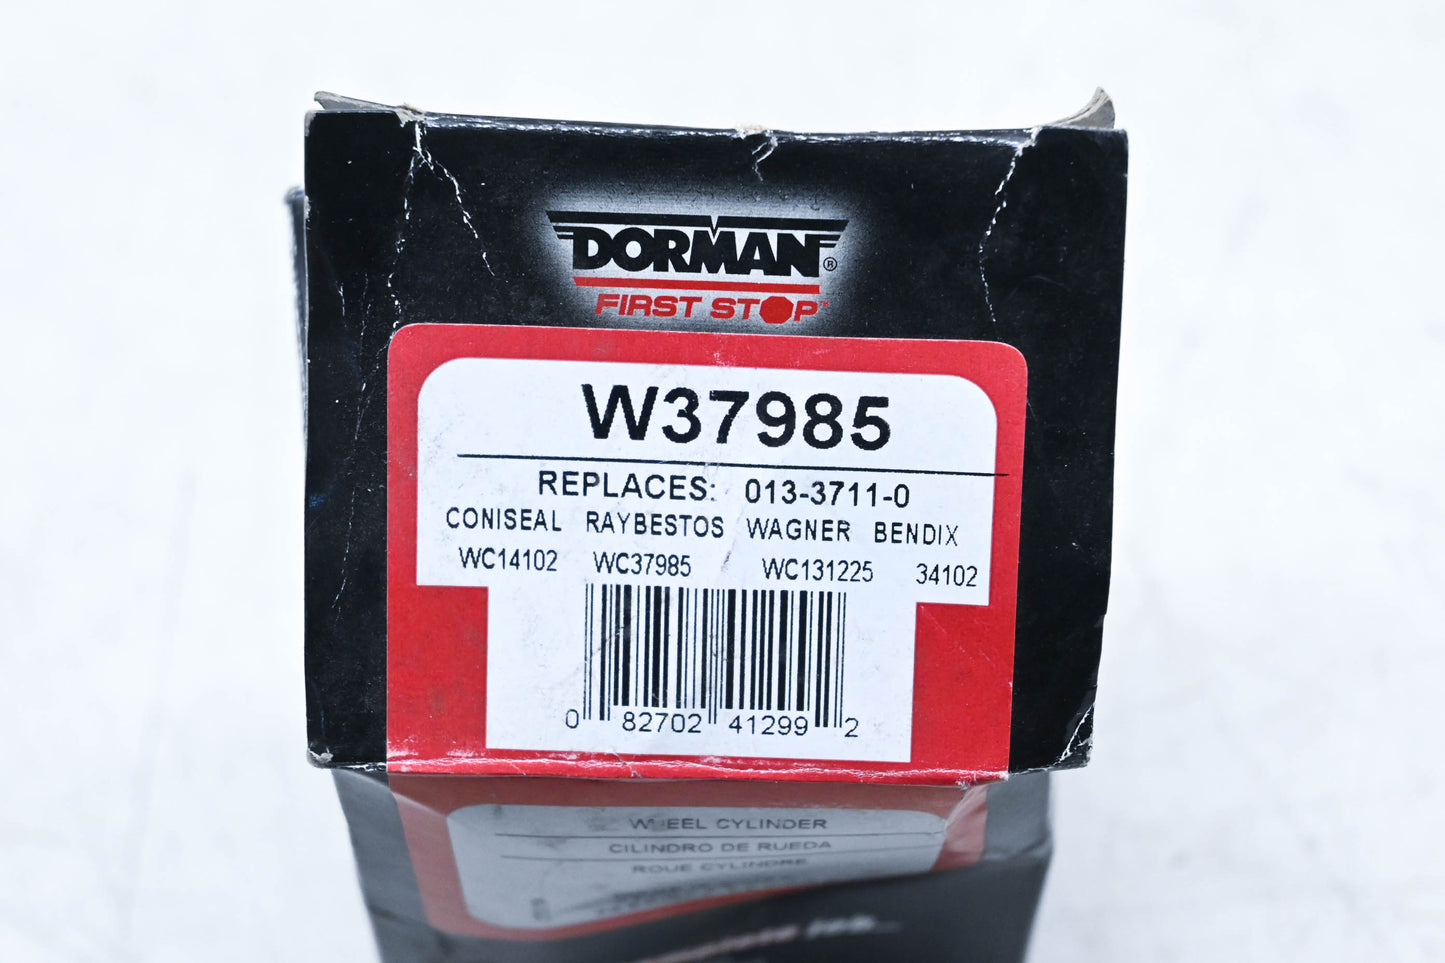 DORMAN®
FIRST STOP™
W37985
REPLACES: 013-3711-0
CONISEAL RAYBESTOS WAGNER BENDIX
WC14102 WC37985 WC131225 34102
0 82702 41299 2
WHEEL CYLINDER
CILINDRO DE RUEDA
ROUE CYLINDRE